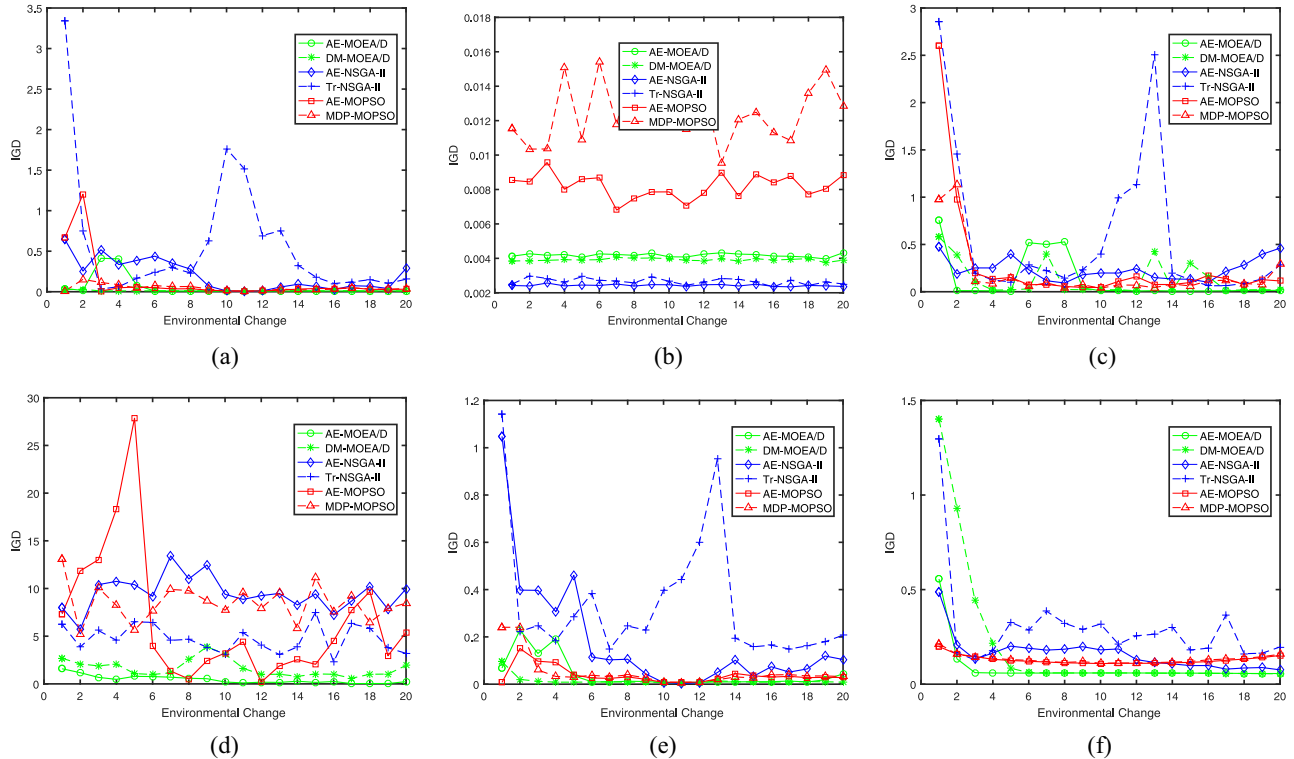 3.5
3
2.5
2
1.5
1
0.5
0
IGD
0 2 4 6 8 10 12 14 16 18 20
Environmental Change
AE-MOEA/D
DM-MOEA/D
AE-NSGA-II
Tr-NSGA-II
AE-MOPSO
MDP-MOPSO
(a)
0.018
0.016
0.014
0.012
0.01
0.008
0.006
0.004
0.002
IGD
0 2 4 6 8 10 12 14 16 18 20
Environmental Change
AE-MOEA/D
DM-MOEA/D
AE-NSGA-II
Tr-NSGA-II
AE-MOPSO
MDP-MOPSO
(b)
3
2.5
2
1.5
1
0.5
0
IGD
0 2 4 6 8 10 12 14 16 18 20
Environmental Change
AE-MOEA/D
DM-MOEA/D
AE-NSGA-II
Tr-NSGA-II
AE-MOPSO
MDP-MOPSO
(c)
30
25
20
15
10
5
0
IGD
0 2 4 6 8 10 12 14 16 18 20
Environmental Change
AE-MOEA/D
DM-MOEA/D
AE-NSGA-II
Tr-NSGA-II
AE-MOPSO
MDP-MOPSO
(d)
1.2
1
0.8
0.6
0.4
0.2
0
IGD
0 2 4 6 8 10 12 14 16 18 20
Environmental Change
AE-MOEA/D
DM-MOEA/D
AE-NSGA-II
Tr-NSGA-II
AE-MOPSO
MDP-MOPSO
(e)
1.5
1
0.5
0
IGD
0 2 4 6 8 10 12 14 16 18 20
Environmental Change
AE-MOEA/D
DM-MOEA/D
AE-NSGA-II
Tr-NSGA-II
AE-MOPSO
MDP-MOPSO
(f)